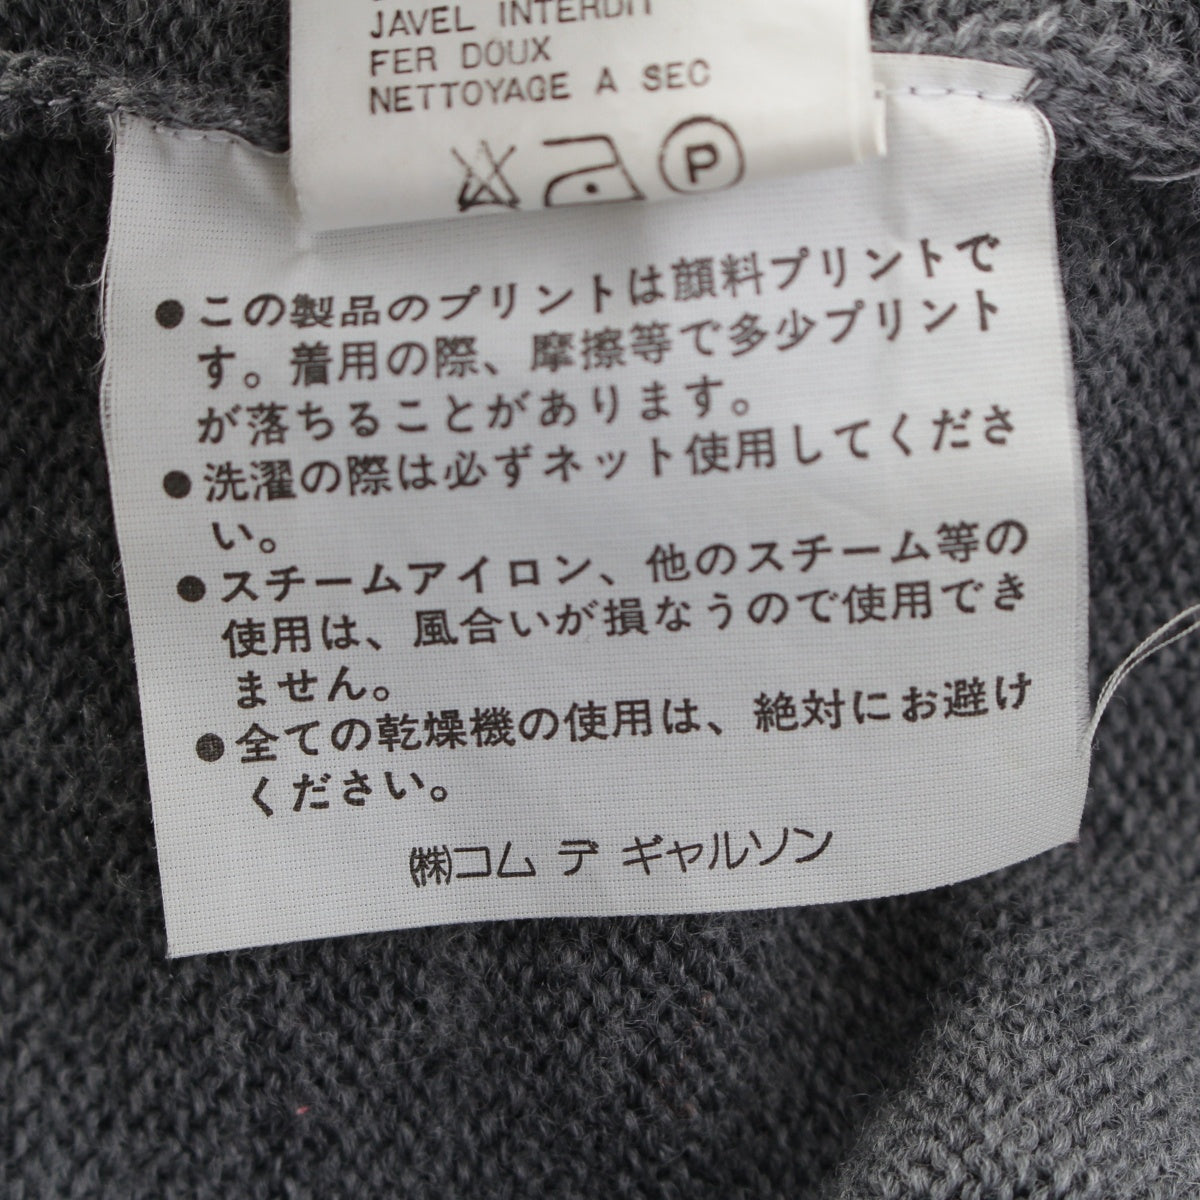 JAVEL INTERDIT
FER DOUX
NETTOYAGE A SEC
P
●この製品のプリントは顔料プリントで
す。着用の際、摩擦等で多少プリント
が落ちることがあります。
●洗濯の際は必ずネット使用してくださ
い。
●スチームアイロン、他のスチーム等の
使用は、風合いが損なうので使用でき
ません。
●全ての乾燥機の使用は、絶対にお避け
ください。
㈱コム デ ギャルソン